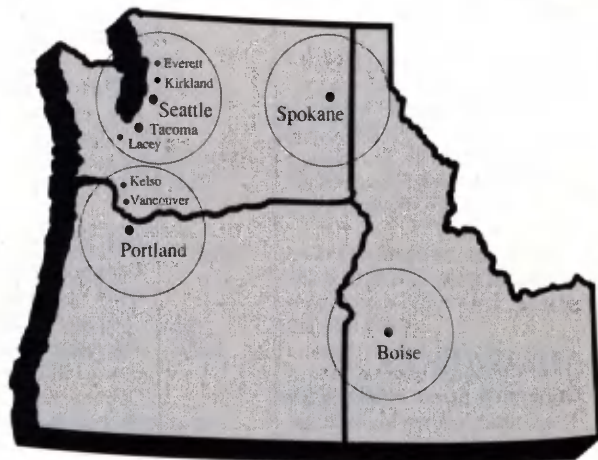 Everett
Kirkland
Seattle
Spokane
Tacoma
Lacey
Kelso
Vancouver
Portland
Boise